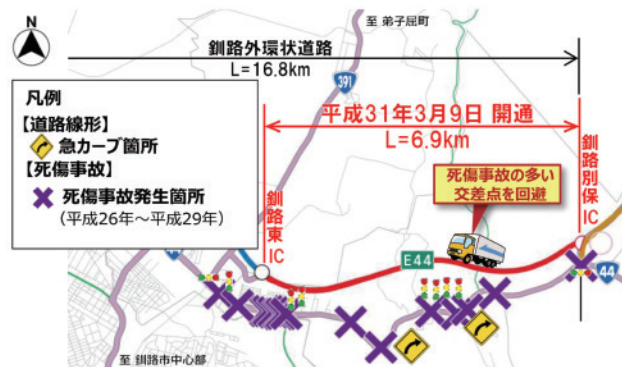 至 弟子屈町
N
釧路外環状道路
L=16.8km
391
凡例
【道路線形】
急カーブ箇所
【死傷事故】
死傷事故発生箇所
（平成26年～平成29年）
平成31年3月9日 開通
L=6.9km
釧路東IC
釧路別保IC
死傷事故の多い
交差点を回避
E44
44
至 釧路市中心部